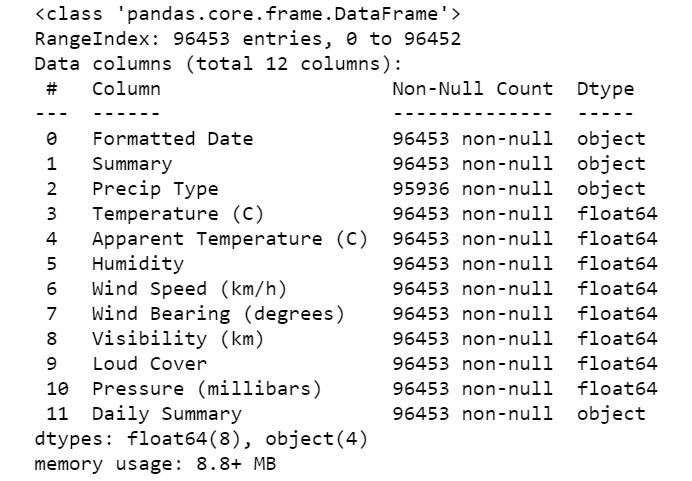 <class 'pandas.core.frame.DataFrame'>
RangeIndex: 96453 entries, 0 to 96452
Data columns (total 12 columns):
 #   Column                    Non-Null Count  Dtype
---  ------                    --------------  -----
 0   Formatted Date            96453 non-null  object
 1   Summary                   96453 non-null  object
 2   Precip Type               95936 non-null  object
 3   Temperature (C)           96453 non-null  float64
 4   Apparent Temperature (C)  96453 non-null  float64
 5   Humidity                  96453 non-null  float64
 6   Wind Speed (km/h)         96453 non-null  float64
 7   Wind Bearing (degrees)    96453 non-null  float64
 8   Visibility (km)           96453 non-null  float64
 9   Loud Cover                96453 non-null  float64
 10  Pressure (millibars)      96453 non-null  float64
 11  Daily Summary             96453 non-null  object
dtypes: float64(8), object(4)
memory usage: 8.8+ MB